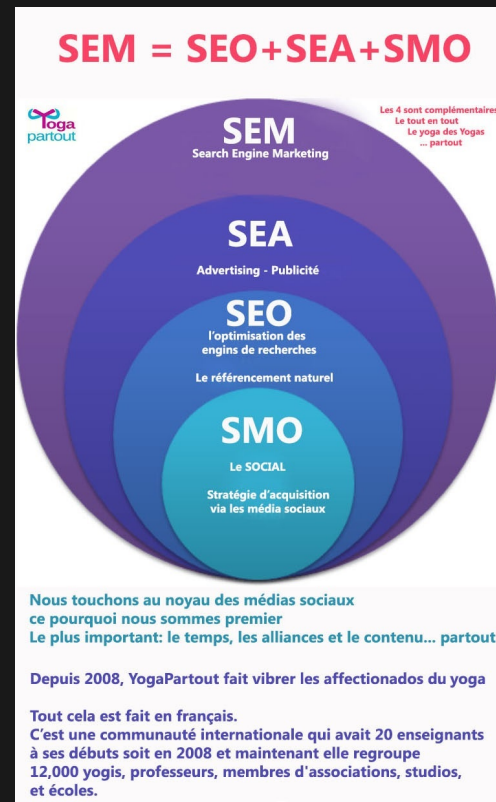 SEM = SEO+SEA+SMO
Yoga
partout
Les 4 sont complémentaires
Le tout en tout
Le yoga des Yogas
... partout
SEM
Search Engine Marketing
SEA
Advertising - Publicité
SEO
l'optimisation des
engins de recherches
Le référencement naturel
SMO
Le SOCIAL
Stratégie d'acquisition
via les média sociaux
Nous touchons au noyau des médias sociaux
ce pourquoi nous sommes premier
Le plus important: le temps, les alliances et le contenu... partout
Depuis 2008, YogaPartout fait vibrer les affectionados du yoga
Tout cela est fait en français.
C'est une communauté internationale qui avait 20 enseignants
à ses débuts soit en 2008 et maintenant elle regroupe
12,000 yogis, professeurs, membres d'associations, studios,
et écoles.